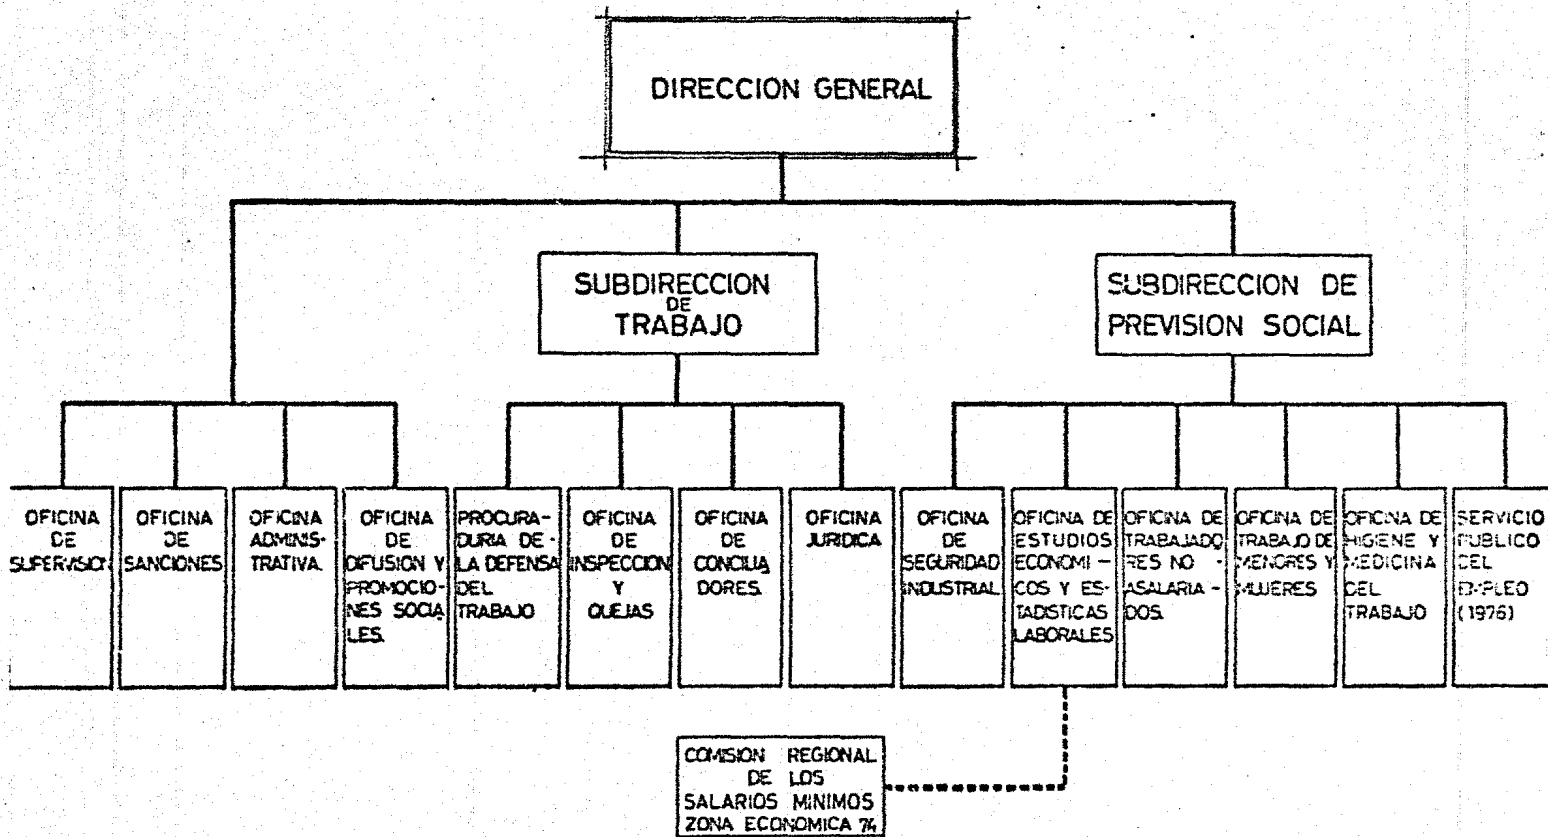 DIRECCION GENERAL
SUBDIRECCION
DE
TRABAJO
SUBDIRECCION DE
PREVISION SOCIAL
OFICINA
DE
SUPERVISION
OFICINA
DE
SANCIONES
OFICINA
ADMINIS-
TRATIVA.
OFICINA
DE
DIFUSION Y
PROMOCIO-
NES SOCIA
LES.
PROCURA-
DURIA DE -
LA DEFENSA
DEL
TRABAJO
OFICINA
DE
INSPECCION
Y
QUEJAS
OFICINA
DE
CONCILIA
DORES.
OFICINA
JURIDICA
OFICINA
DE
SEGURIDAD
INDUSTRIAL
OFICINA DE
ESTUDIOS
ECONOMI -
COS Y ES-
TADISTICAS
LABORALES
OFICINA DE
TRABAJADO
RES NO -
ASALARIA -
DOS.
OFICINA DE
TRABAJO DE
MENORES Y
MUJERES
OFICINA DE
HIGIENE Y
MEDICINA
DEL
TRABAJO
SERVICIO
PUBLICO
DEL
EMPLEO
(1976)
COMISION REGIONAL
DE LOS
SALARIOS MINIMOS
ZONA ECONOMICA 74